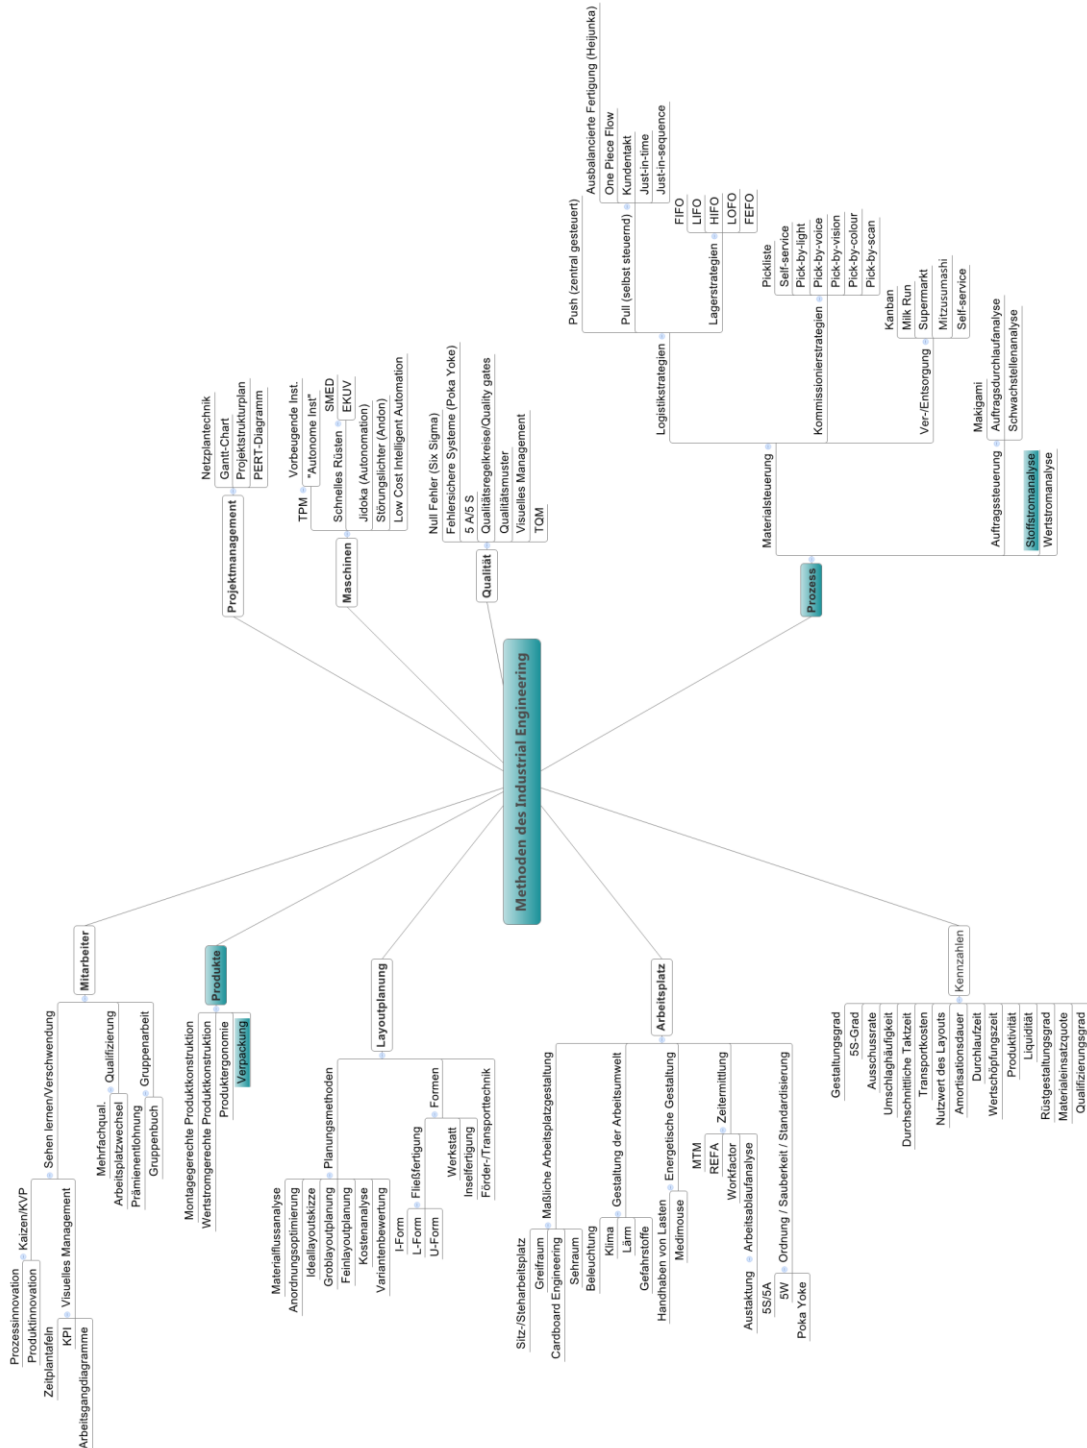 Methoden des Industrial Engineering
Mitarbeiter
Sehen lernen/Verschwendung
Kaizen/KVP
Prozessinnovation
Produktinnovation
Visuelles Management
Zeitplantafeln
KPI
Arbeitsgangdiagramme
Qualifizierung
Mehrfachqual.
Arbeitsplatzwechsel
Gruppenarbeit
Prämienentlohnung
Gruppenbuch
Produkte
Montagerechte Produktkonstruktion
Wertstromgerechte Produktkonstruktion
Produktergonomie
Verpackung
Layoutplanung
Planungsmethoden
Materialflussanalyse
Anordnungsoptimierung
Ideallayoutskizze
Groblayoutplanung
Feinlayoutplanung
Kostenanalyse
Variantenbewertung
Formen
Fließfertigung
I-Form
L-Form
U-Form
Werkstatt
Inselfertigung
Förder-/Transporttechnik
Arbeitsplatz
Maßliche Arbeitsplatzgestaltung
Sitz-/Steharbeitsplatz
Greifraum
Cardboard Engineering
Sehraum
Gestaltung der Arbeitsumwelt
Beleuchtung
Klima
Lärm
Gefahrstoffe
Energetische Gestaltung
Handhaben von Lasten
Medimouse
Zeitermittlung
MTM
REFA
Workfactor
Arbeitsablaufanalyse
Austaktung
Ordnung / Sauberkeit / Standardisierung
5S/5A
5W
Poka Yoke
Kennzahlen
Gestaltungsgrad
5S-Grad
Ausschussrate
Umschlaghäufigkeit
Durchschnittliche Taktzeit
Transportkosten
Nutzwert des Layouts
Amortisationsdauer
Durchlaufzeit
Wertschöpfungszeit
Produktivität
Liquidität
Rüstgestaltungsgrad
Materialeinsatzquote
Qualifizierungsgrad
Projektmanagement
Netzplantechnik
Gantt-Chart
Projektstrukturplan
PERT-Diagramm
Maschinen
TPM
Vorbeugende Inst.
"Autonome Inst"
Schnelles Rüsten
SMED
EKUV
Jidoka (Autonomation)
Störungslichter (Andon)
Low Cost Intelligent Automation
Qualität
Null Fehler (Six Sigma)
Fehlersichere Systeme (Poka Yoke)
5 A/5 S
Qualitätsregelkreise/Quality gates
Qualitätsmuster
Visuelles Management
TQM
Prozess
Materialsteuerung
Logistikstrategien
Push (zentral gesteuert)
Pull (selbst steuernd)
Ausbalancierte Fertigung (Heijunka)
One Piece Flow
Kundentakt
Just-in-time
Just-in-sequence
Lagerstrategien
FIFO
LIFO
HIFO
LOFO
FEFO
Kommissionierstrategien
Pickliste
Self-service
Pick-by-light
Pick-by-voice
Pick-by-vision
Pick-by-colour
Pick-by-scan
Ver-/Entsorgung
Kanban
Milk Run
Supermarkt
Mitzusumashi
Self-service
Auftragssteuerung
Makigami
Auftragsdurchlaufanalyse
Schwachstellenanalyse
Stoffstromanalyse
Wertstromanalyse